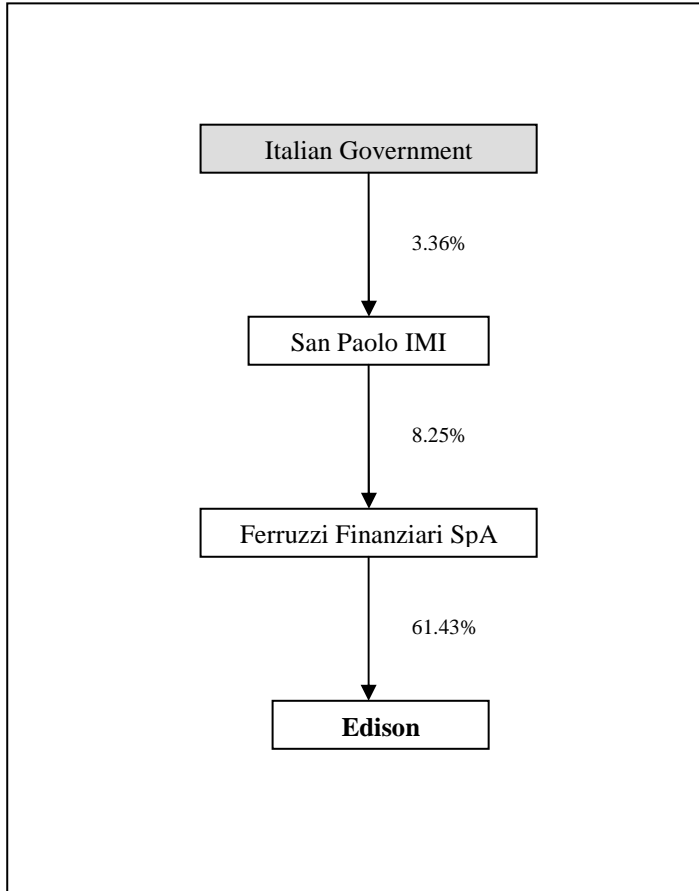 Italian Government
3.36%
San Paolo IMI
8.25%
Ferruzzi Finanziari SpA
61.43%
Edison